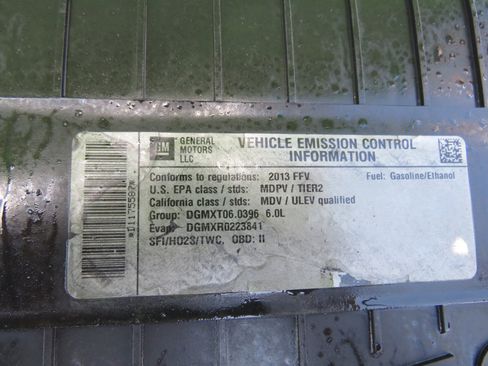 GM
GENERAL
MOTORS
LLC
VEHICLE EMISSION CONTROL
INFORMATION
Conforms to regulations: 2013 FFV Fuel: Gasoline/Ethanol
U.S. EPA class / stds: MDPV / TIER2
California class / stds: MDV / ULEV qualified
Group: DGMXT06.0396 6.0L
Evap: DGMXR0223841
SFI/HO2S/TWC, OBD: II